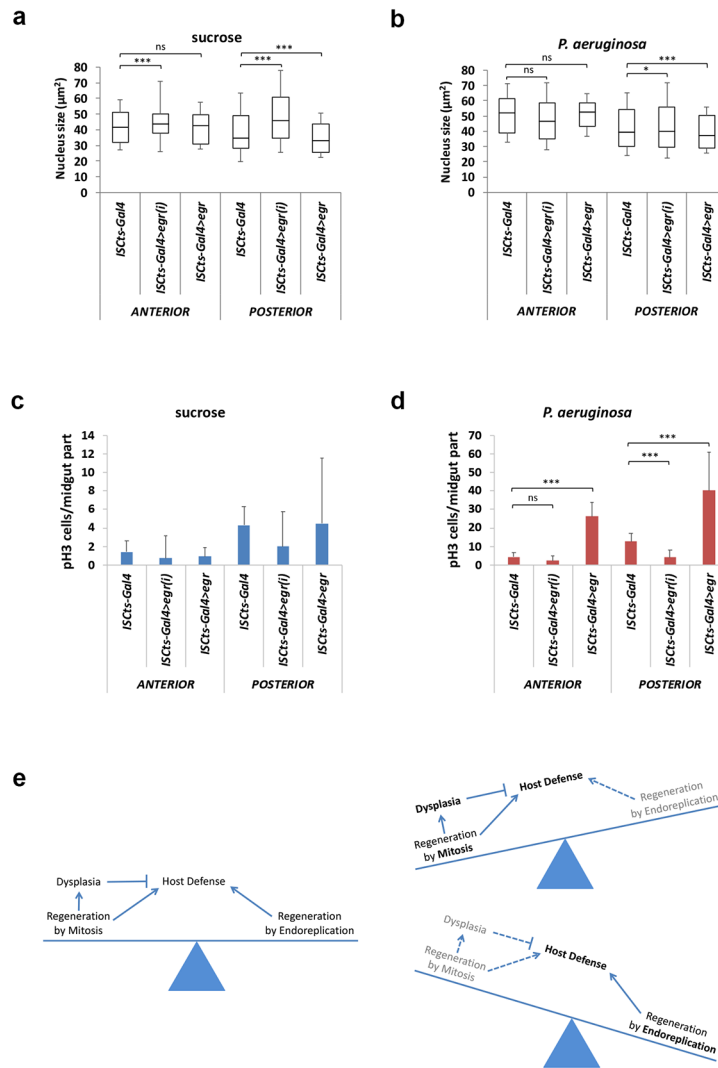 a
sucrose
ns
***
***
***
Nucleus size (μm²)
80
70
60
50
40
30
20
10
0
ISCts-Gal4
ISCts-Gal4>egr(i)
ISCts-Gal4>egr
ISCts-Gal4
ISCts-Gal4>egr(i)
ISCts-Gal4>egr
ANTERIOR
POSTERIOR
b
P. aeruginosa
ns
ns
***
*
Nucleus size (μm²)
80
70
60
50
40
30
20
10
0
ISCts-Gal4
ISCts-Gal4>egr(i)
ISCts-Gal4>egr
ISCts-Gal4
ISCts-Gal4>egr(i)
ISCts-Gal4>egr
ANTERIOR
POSTERIOR
c
sucrose
pH3 cells/midgut part
14
12
10
8
6
4
2
0
ISCts-Gal4
ISCts-Gal4>egr(i)
ISCts-Gal4>egr
ISCts-Gal4
ISCts-Gal4>egr(i)
ISCts-Gal4>egr
ANTERIOR
POSTERIOR
d
P. aeruginosa
***
ns
***
***
pH3 cells/midgut part
70
60
50
40
30
20
10
0
ISCts-Gal4
ISCts-Gal4>egr(i)
ISCts-Gal4>egr
ISCts-Gal4
ISCts-Gal4>egr(i)
ISCts-Gal4>egr
ANTERIOR
POSTERIOR
e
Dysplasia
Host Defense
Regeneration
by Mitosis
Regeneration
by Endoreplication
Dysplasia
Host Defense
Regeneration
by Endoreplication
Regeneration
by Mitosis
Dysplasia
Regeneration
by Mitosis
Host Defense
Regeneration
by Endoreplication